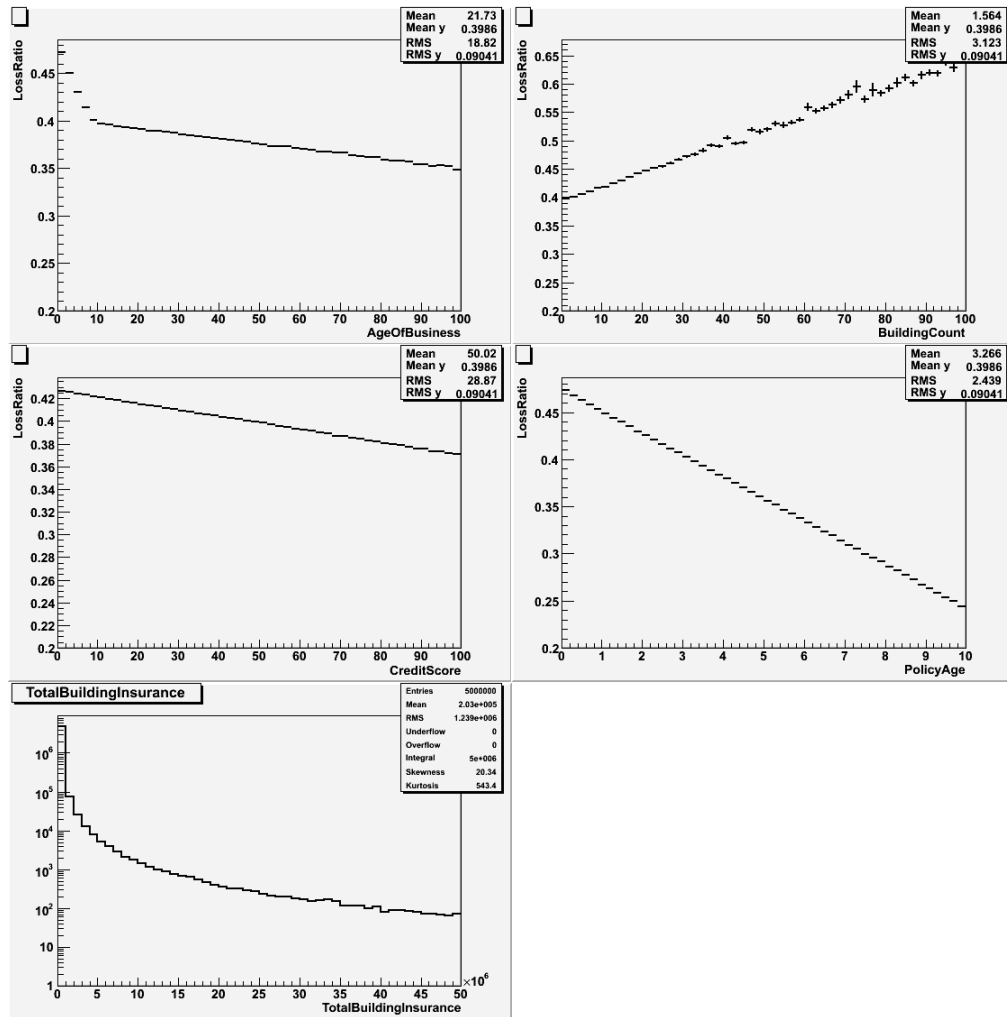 Mean 21.73
Mean y 0.3986
RMS 18.82
RMS y 0.09041
LossRatio
0.45
0.4
0.35
0.3
0.25
0.2
0 10 20 30 40 50 60 70 80 90 100
AgeOfBusiness
Mean 1.564
Mean y 0.3986
RMS 3.123
RMS y 0.09041
LossRatio
0.65
0.6
0.55
0.5
0.45
0.4
0.35
0.3
0.25
0.2
0 10 20 30 40 50 60 70 80 90 100
BuildingCount
Mean 50.02
Mean y 0.3986
RMS 28.87
RMS y 0.09041
LossRatio
0.42
0.4
0.38
0.36
0.34
0.32
0.3
0.28
0.26
0.24
0.22
0.2
0 10 20 30 40 50 60 70 80 90 100
CreditScore
Mean 3.266
Mean y 0.3986
RMS 2.439
RMS y 0.09041
LossRatio
0.45
0.4
0.35
0.3
0.25
0.2
0 1 2 3 4 5 6 7 8 9 10
PolicyAge
TotalBuildingInsurance
Entries 5000000
Mean 2.03e+005
RMS 1.239e+006
Underflow 0
Overflow 0
Integral 5e+006
Skewness 20.34
Kurtosis 543.4
10⁶
10⁵
10⁴
10³
10²
10
1
0 5 10 15 20 25 30 35 40 45 50
×10⁶
TotalBuildingInsurance